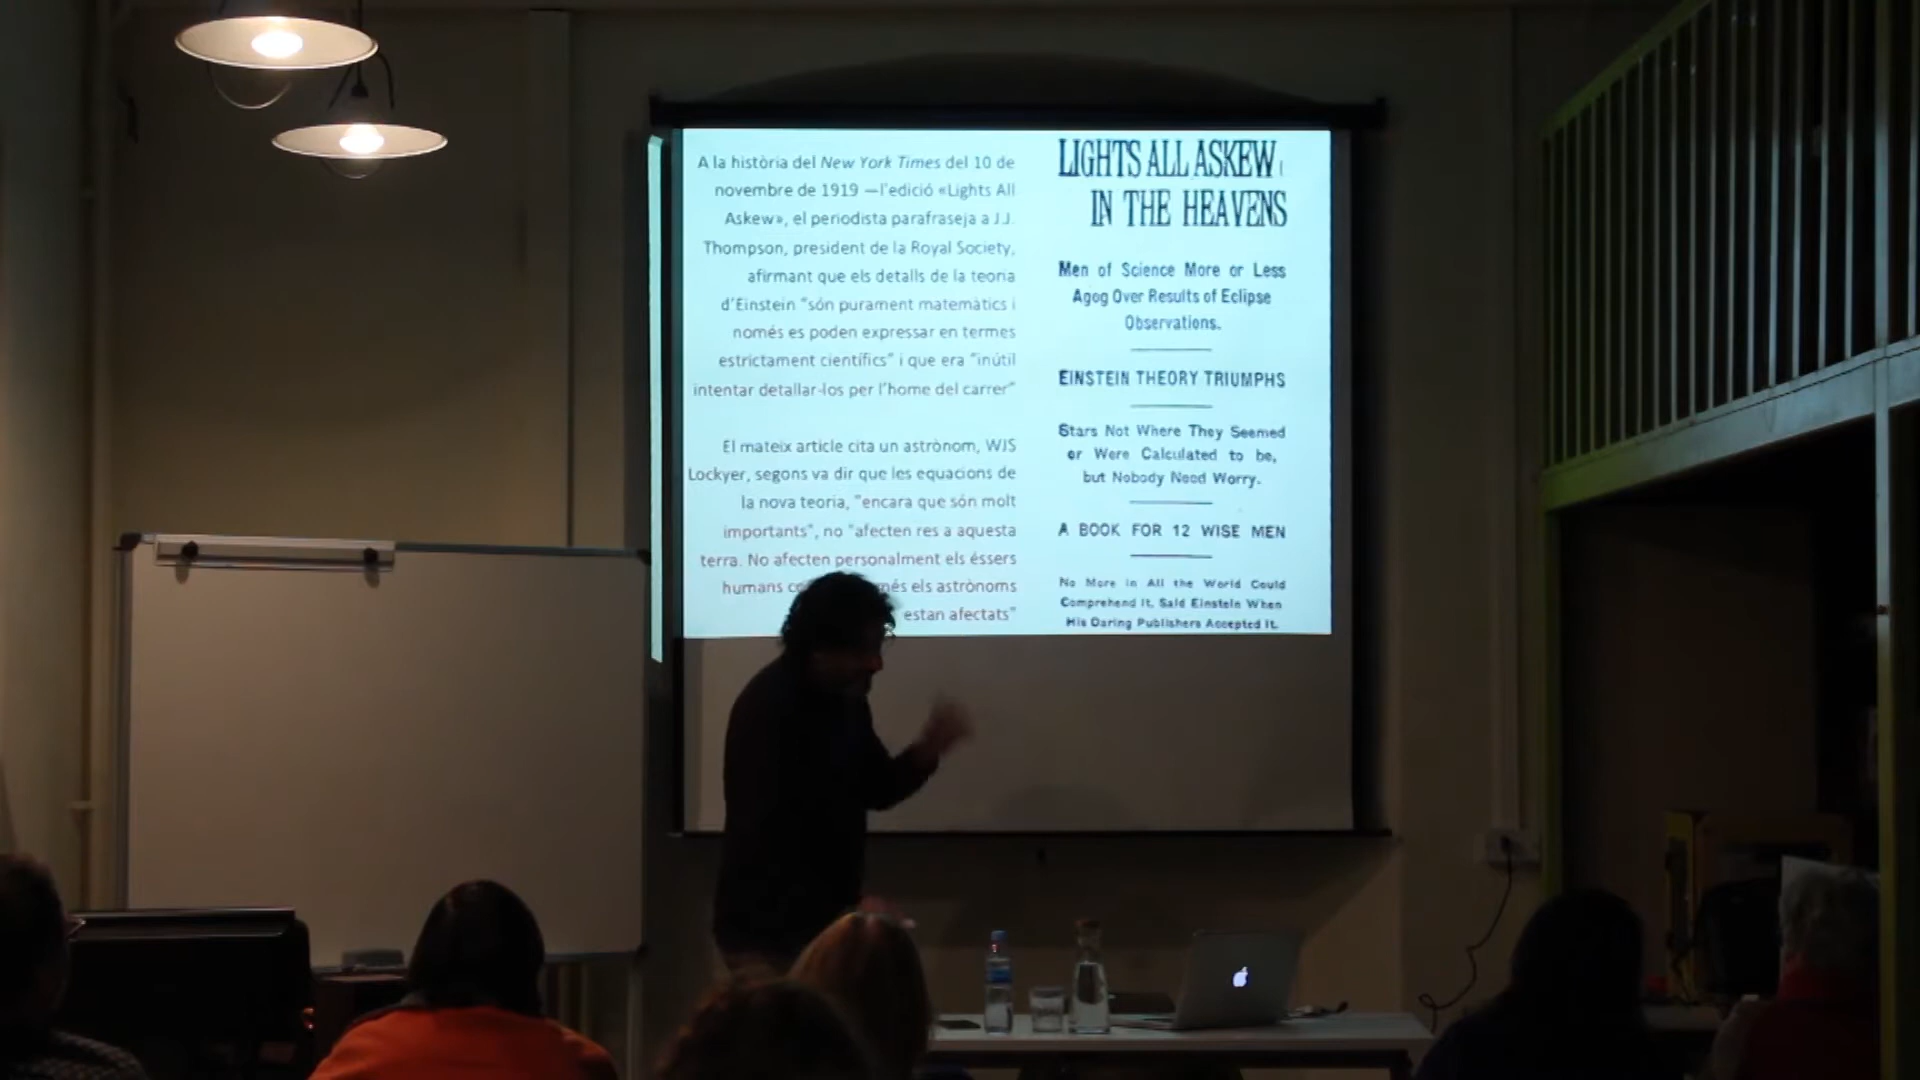 A la història del New York Times del 10 de
novembre de 1919 —l'edició «Lights All
Askew», el periodista parafraseja a J.J.
Thompson, president de la Royal Society,
afirmant que els detalls de la teoria
d'Einstein "són purament matemàtics i
només es poden expressar en termes
estrictament científics" i que era "inútil
intentar detallar-los per l'home del carrer"
El mateix article cita un astrònom, WJS
Lockyer, segons va dir que les equacions de
la nova teoria, "encara que són molt
importants", no "afecten res a aquesta
terra. No afecten personalment els éssers
humans els astrònoms
estan afectats"
LIGHTS ALL ASKEW
IN THE HEAVENS
Men of Science More or Less
Agog Over Results of Eclipse
Observations.
EINSTEIN THEORY TRIUMPHS
Stars Not Where They Seemed
or Were Calculated to be,
but Nobody Need Worry.
A BOOK FOR 12 WISE MEN
No More in All the World Could
Comprehend It, Said Einstein When
His Daring Publishers Accepted It.